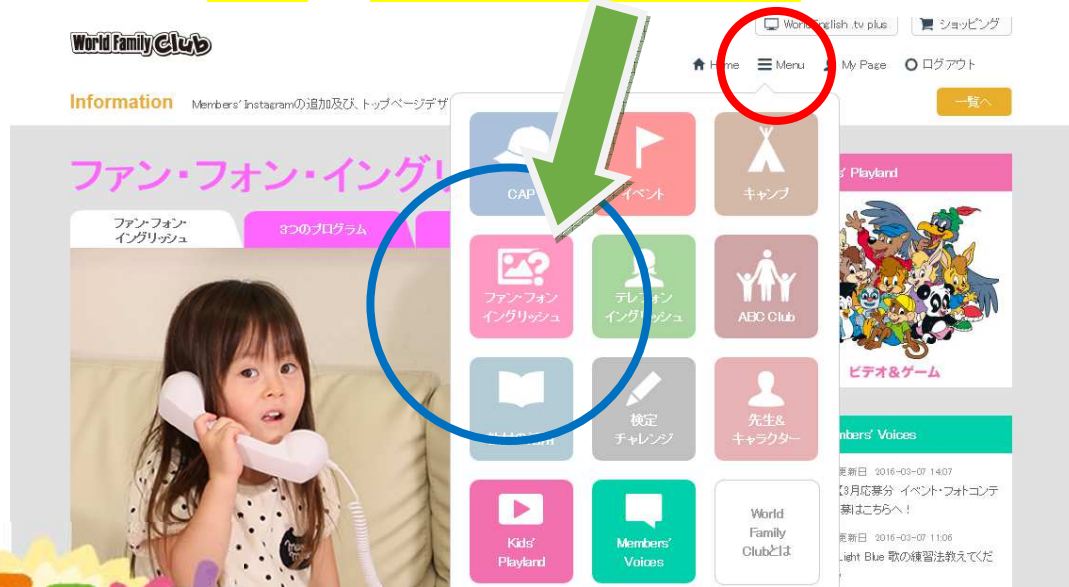 World English .tv plus
ショッピング
World Family Club
Home
Menu
My Page
ログアウト
Information
Members' Instagramの追加及び、トップページデザ
一覧へ
ファン・フォン・イングリ
ファン・フォン・
イングリッシュ
3つのプログラム
CAP
イベント
キャンプ
ファン・フォン
イングリッシュ
テレフォン
イングリッシュ
ABC Club
検定
チャレンジ
先生&
キャラクター
Kids'
Playland
Members'
Voices
World
Family
Clubとは
' Playland
ビデオ&ゲーム
mbers' Voices
更新日 2016-03-07 14:07
【3月応募分 イベント・フォトコンテ
募はこちらへ！
更新日 2016-03-07 11:06
Light Blue 歌の練習法教えてくだ